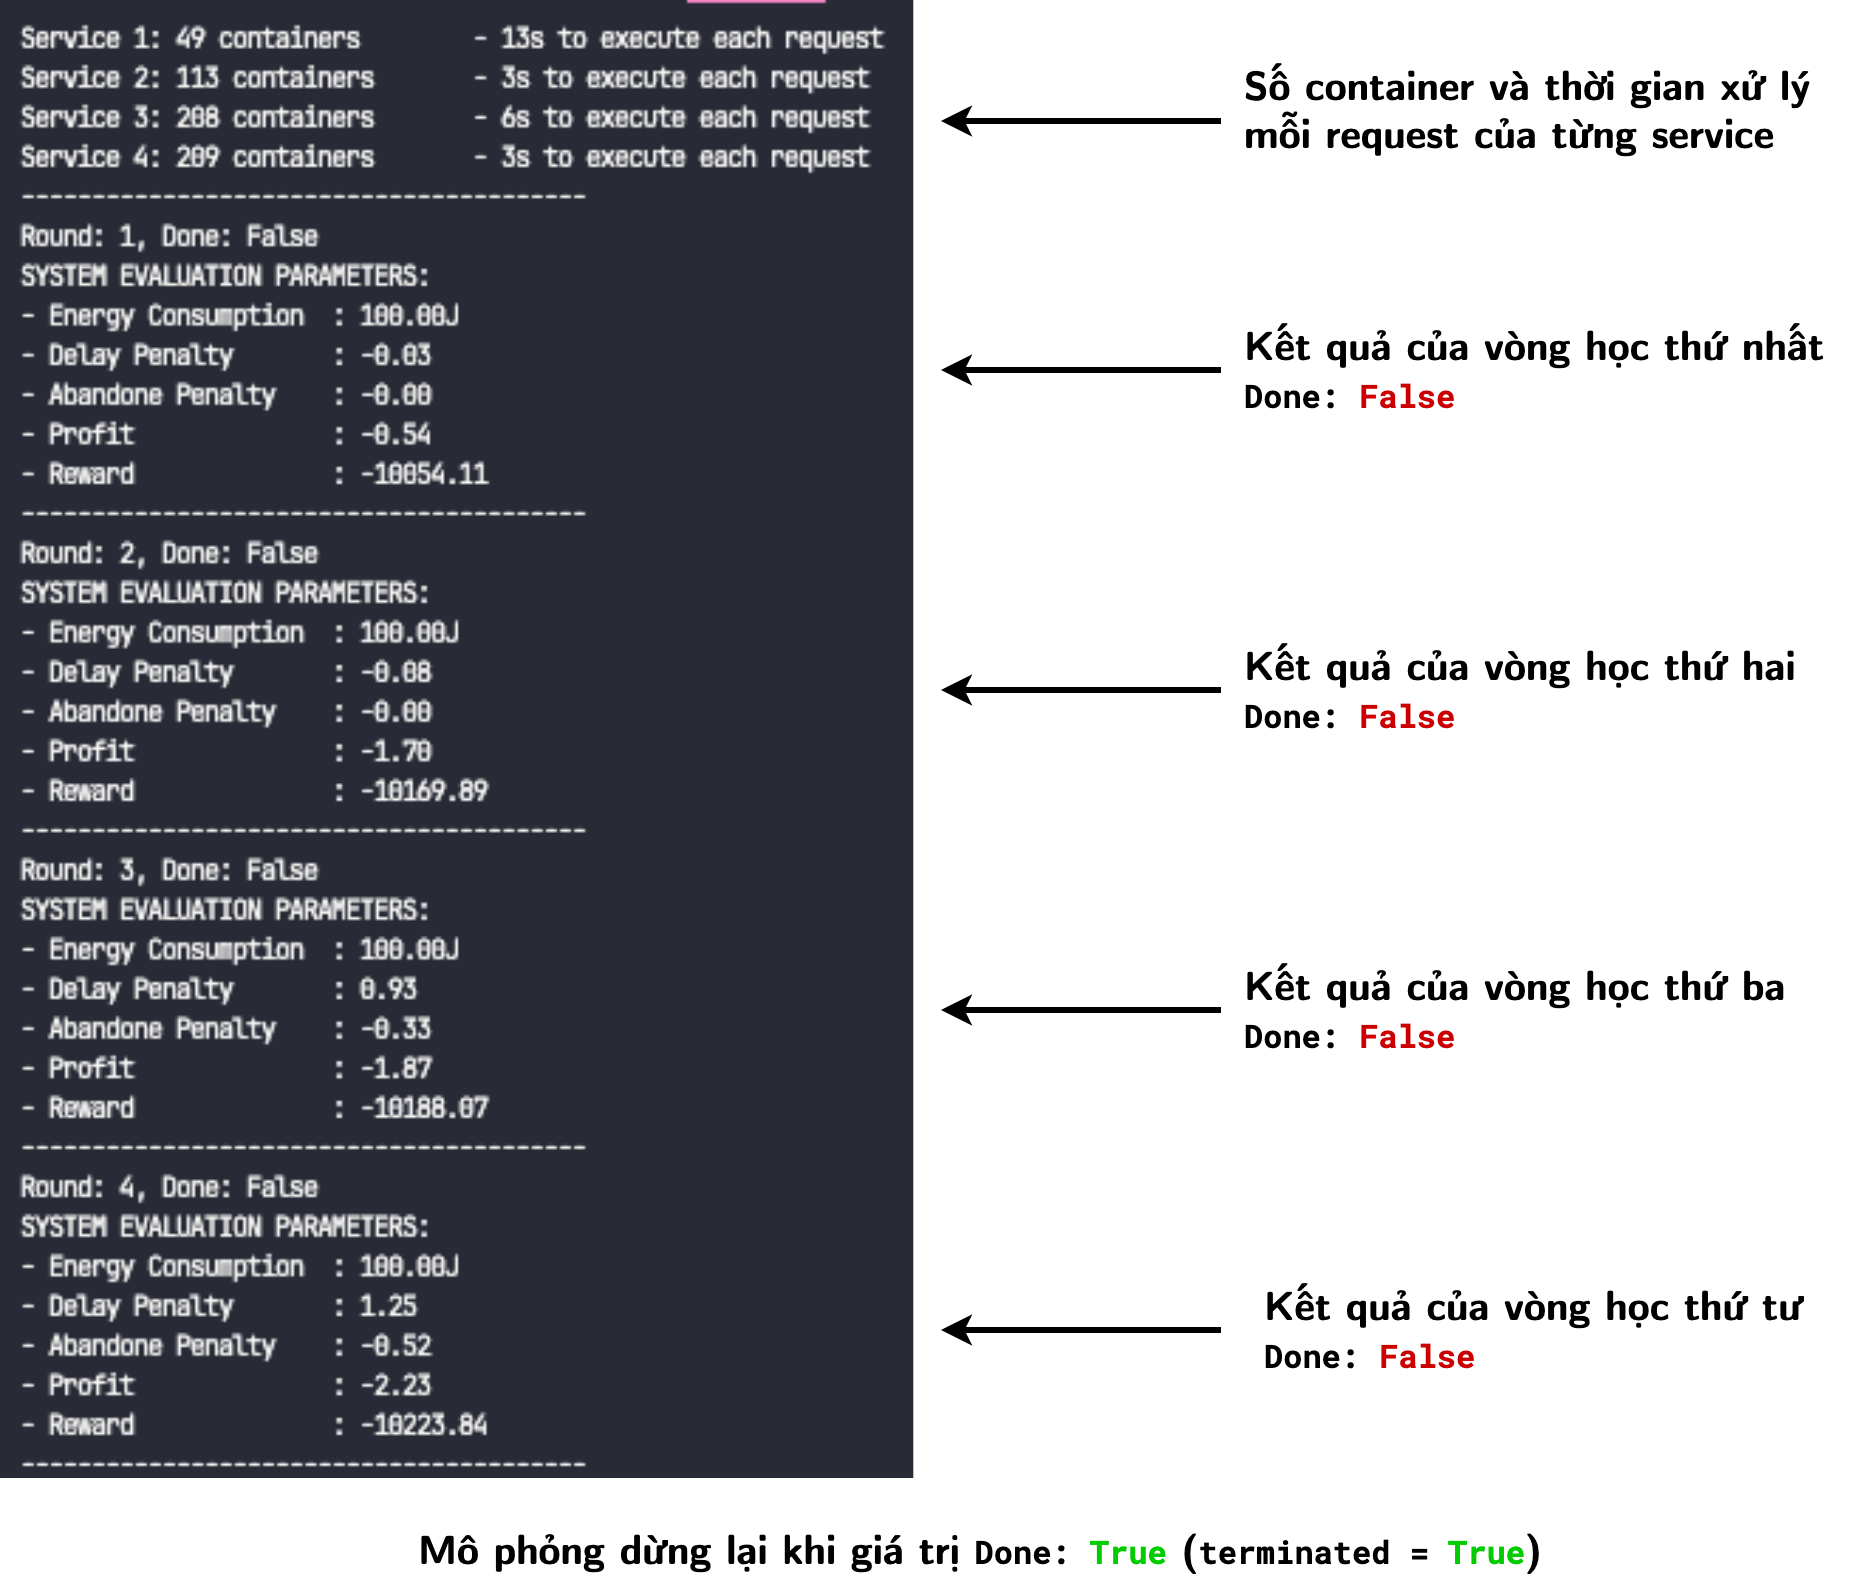 Service 1: 49 containers - 13s to execute each request
Service 2: 113 containers - 3s to execute each request
Service 3: 208 containers - 6s to execute each request
Service 4: 209 containers - 3s to execute each request
----------------------------------------
Round: 1, Done: False
SYSTEM EVALUATION PARAMETERS:
- Energy Consumption : 100.00J
- Delay Penalty : -0.03
- Abandone Penalty : -0.00
- Profit : -0.54
- Reward : -10054.11
----------------------------------------
Round: 2, Done: False
SYSTEM EVALUATION PARAMETERS:
- Energy Consumption : 100.00J
- Delay Penalty : -0.08
- Abandone Penalty : -0.00
- Profit : -1.70
- Reward : -10169.89
----------------------------------------
Round: 3, Done: False
SYSTEM EVALUATION PARAMETERS:
- Energy Consumption : 100.00J
- Delay Penalty : 0.93
- Abandone Penalty : -0.33
- Profit : -1.87
- Reward : -10188.07
----------------------------------------
Round: 4, Done: False
SYSTEM EVALUATION PARAMETERS:
- Energy Consumption : 100.00J
- Delay Penalty : 1.25
- Abandone Penalty : -0.52
- Profit : -2.23
- Reward : -10223.84
----------------------------------------
Số container và thời gian xử lý
mỗi request của từng service
Kết quả của vòng học thứ nhất
Done: False
Kết quả của vòng học thứ hai
Done: False
Kết quả của vòng học thứ ba
Done: False
Kết quả của vòng học thứ tư
Done: False
Mô phỏng dừng lại khi giá trị Done: True (terminated = True)